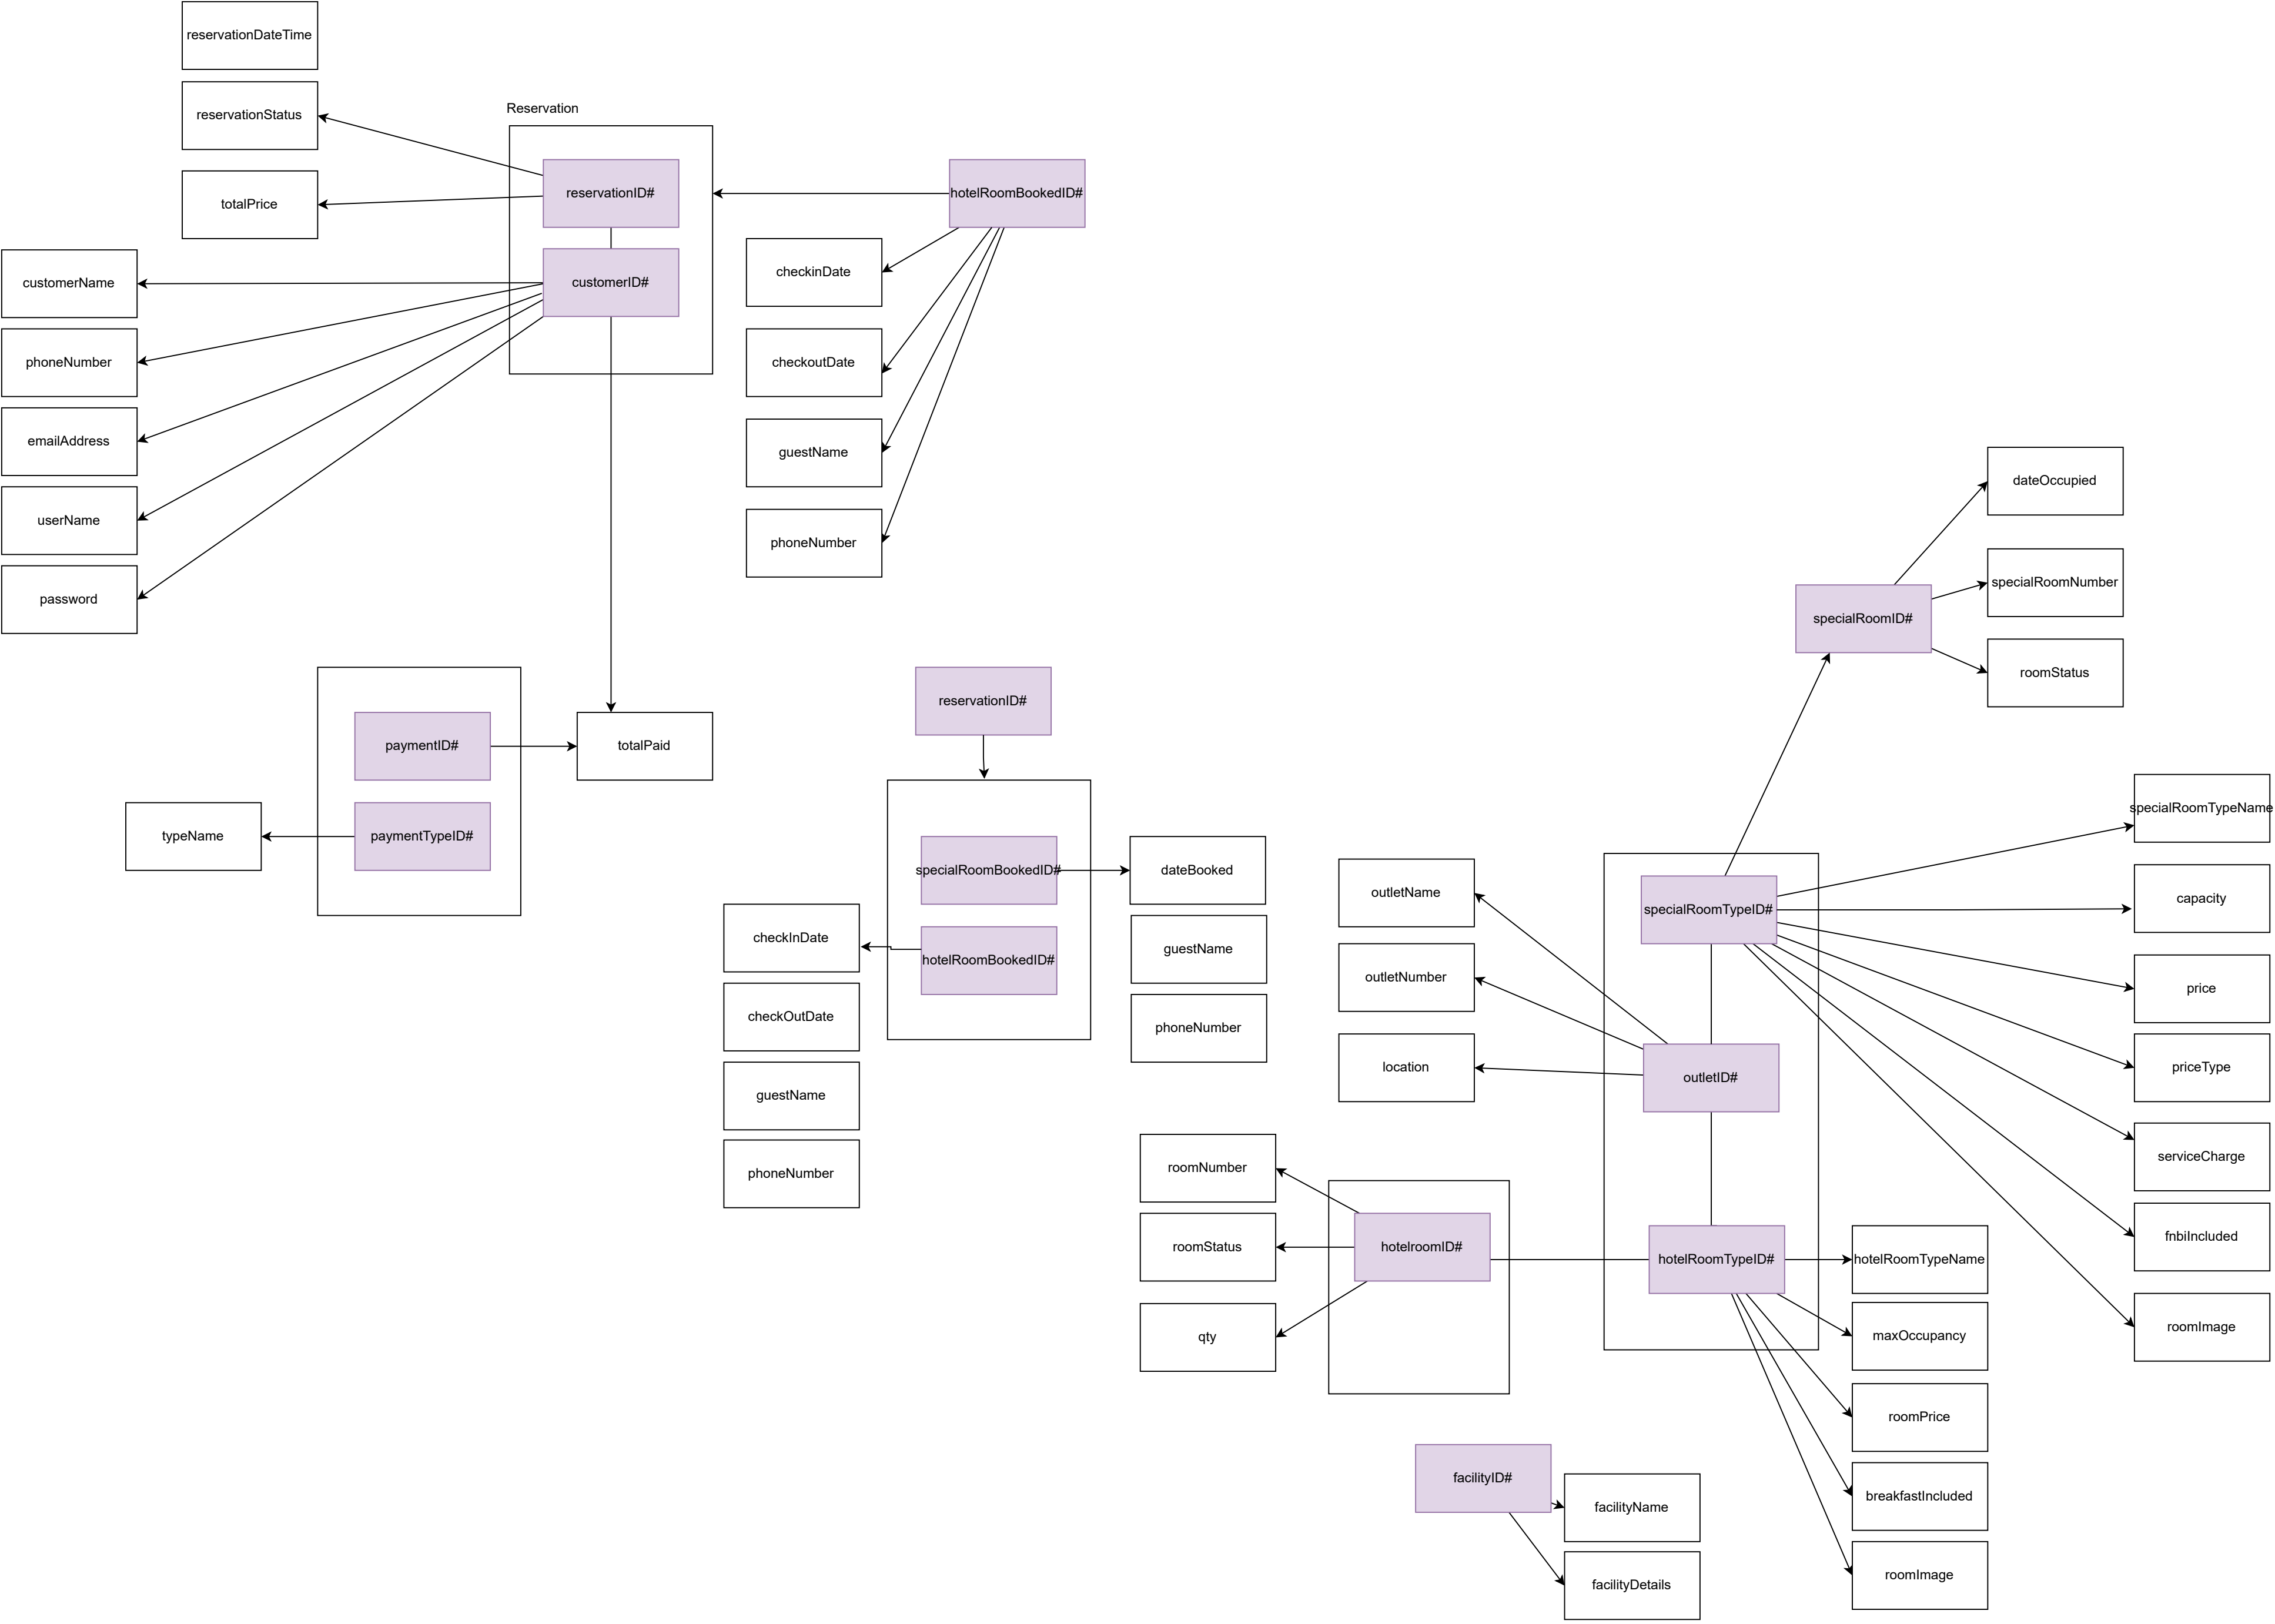 reservationDateTime
reservationStatus
totalPrice
Reservation
reservationID#
customerID#
hotelRoomBookedID#
customerName
phoneNumber
emailAddress
userName
password
checkinDate
checkoutDate
guestName
phoneNumber
paymentID#
paymentTypeID#
typeName
totalPaid
reservationID#
specialRoomBookedID#
hotelRoomBookedID#
dateBooked
guestName
phoneNumber
checkInDate
checkOutDate
guestName
phoneNumber
dateOccupied
specialRoomNumber
roomStatus
specialRoomID#
specialRoomTypeName
capacity
price
priceType
serviceCharge
fnbiIncluded
roomImage
specialRoomTypeID#
outletID#
hotelRoomTypeID#
outletName
outletNumber
location
roomNumber
roomStatus
qty
hotelroomID#
hotelRoomTypeName
maxOccupancy
roomPrice
breakfastIncluded
roomImage
facilityID#
facilityName
facilityDetails